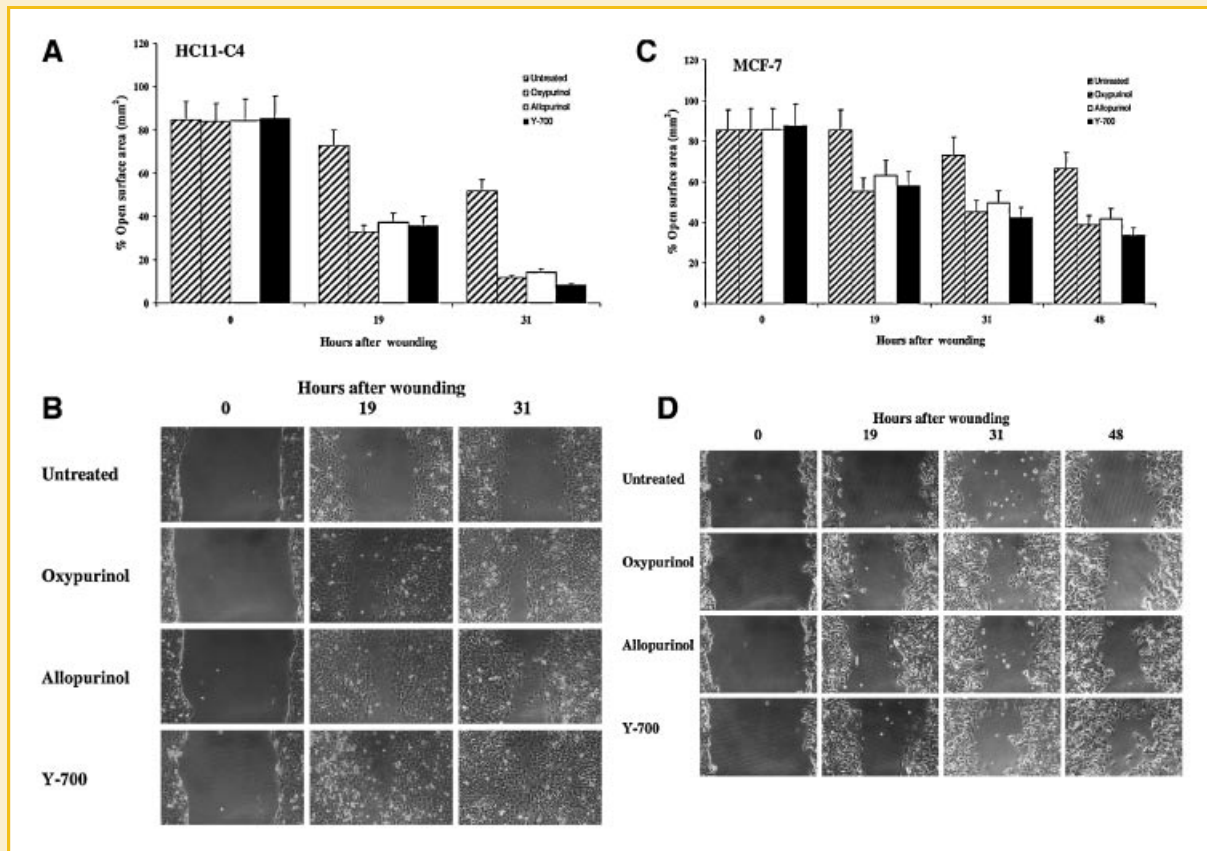 A
HC11-C4
Untreated
Oxypurinol
Allopurinol
Y-700
% Open surface area (mm²)
120
100
80
60
40
20
0
0 19 31
Hours after wounding
C
MCF-7
Untreated
Oxypurinol
Allopurinol
Y-700
% Open surface area (mm²)
120
100
80
60
40
20
0
0 19 31 48
Hours after wounding
B
Hours after wounding
0 19 31
Untreated
Oxypurinol
Allopurinol
Y-700
D
Hours after wounding
0 19 31 48
Untreated
Oxypurinol
Allopurinol
Y-700